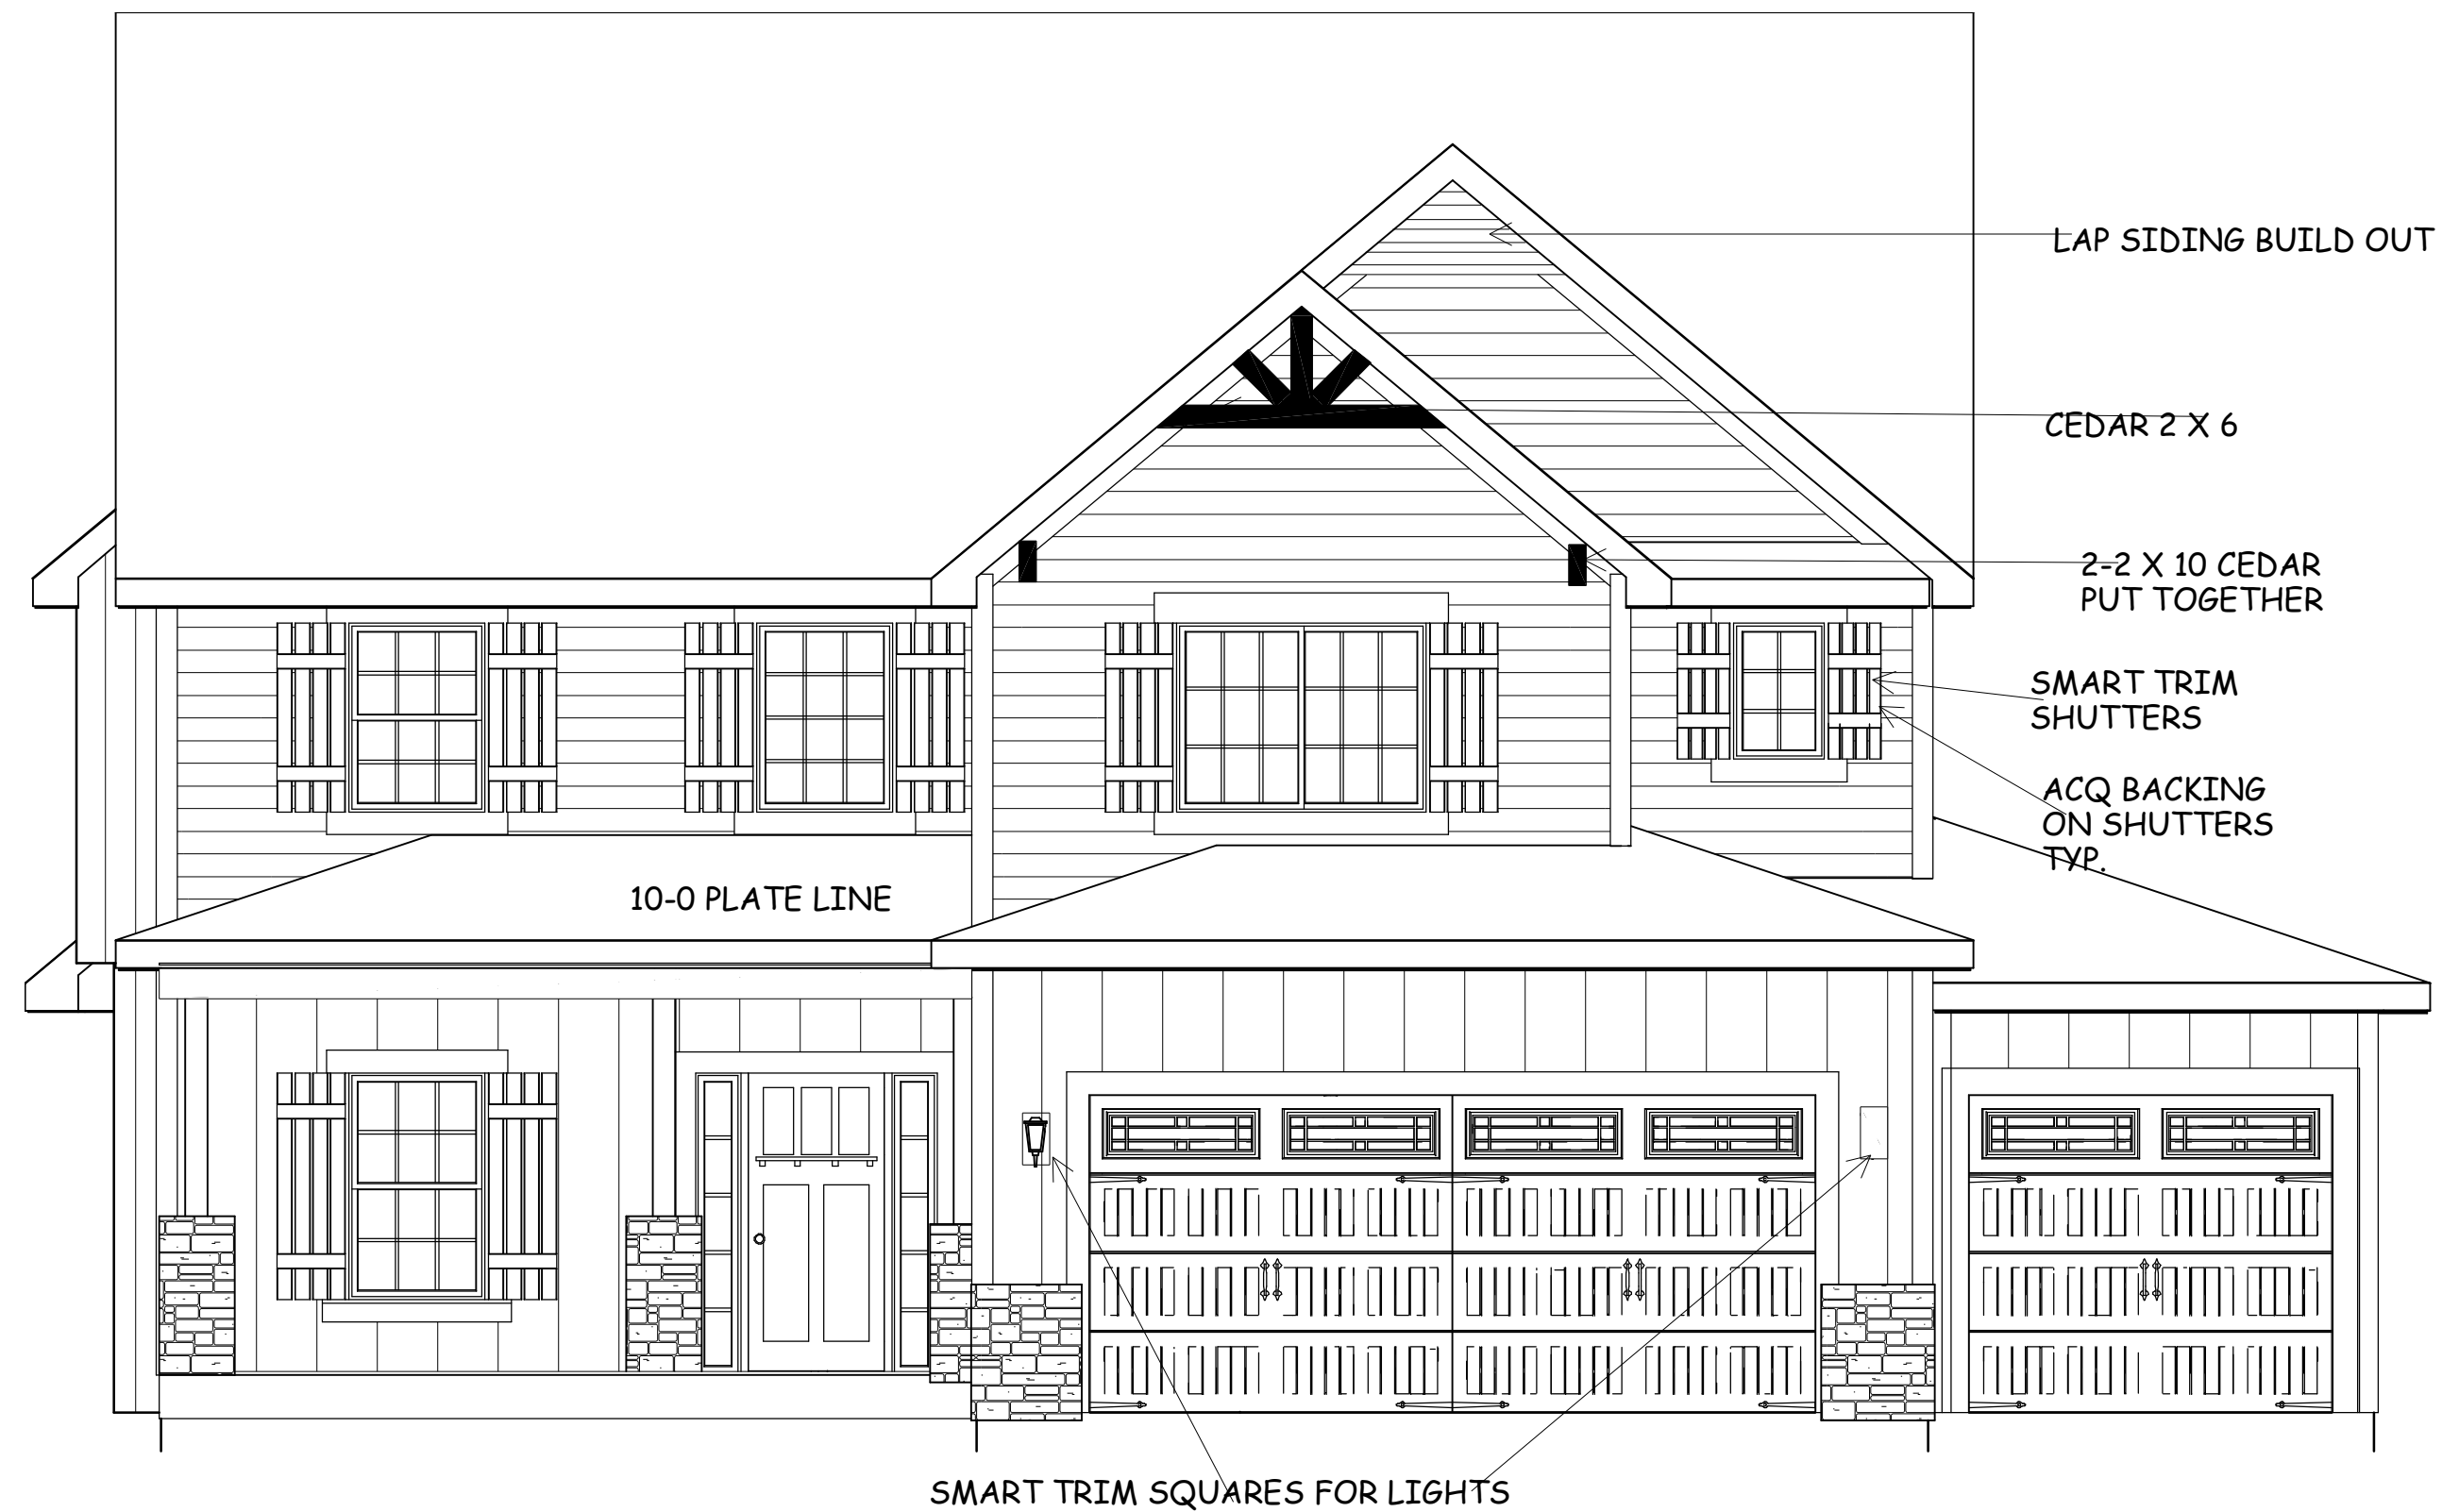 LAP SIDING BUILD OUT
CEDAR 2 X 6
2-2 X 10 CEDAR
PUT TOGETHER
SMART TRIM
SHUTTERS
ACQ BACKING
ON SHUTTERS
TYP.
10-0 PLATE LINE
SMART TRIM SQUARES FOR LIGHTS